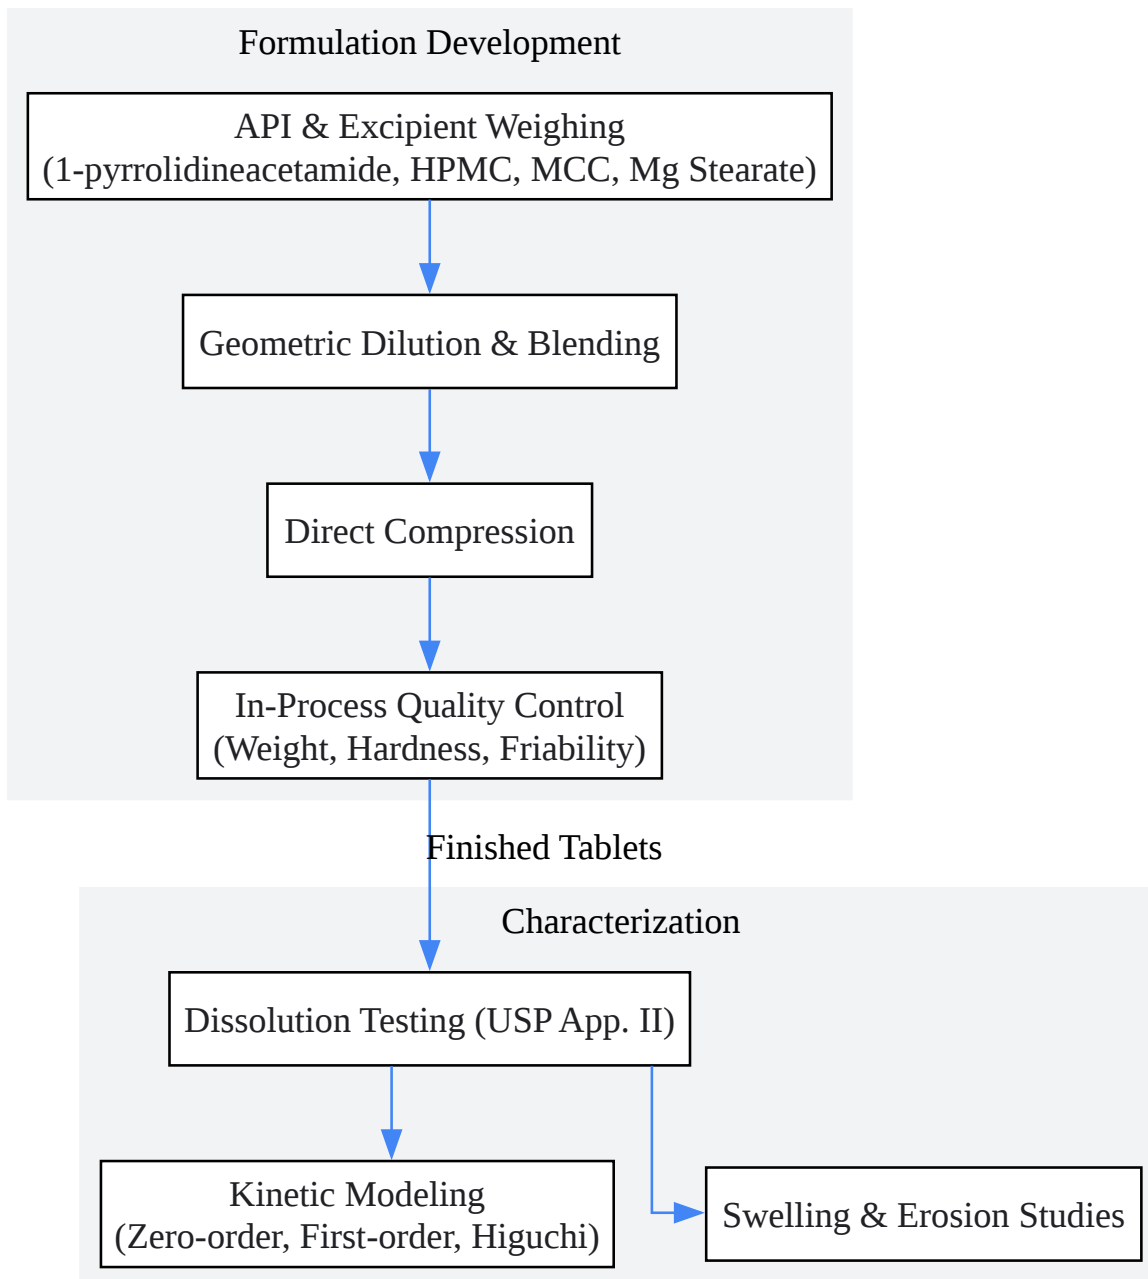 Formulation Development
API & Excipient Weighing
(1-pyrrolidineacetamide, HPMC, MCC, Mg Stearate)
Geometric Dilution & Blending
Direct Compression
In-Process Quality Control
(Weight, Hardness, Friability)
Finished Tablets
Characterization
Dissolution Testing (USP App. II)
Kinetic Modeling
(Zero-order, First-order, Higuchi)
Swelling & Erosion Studies